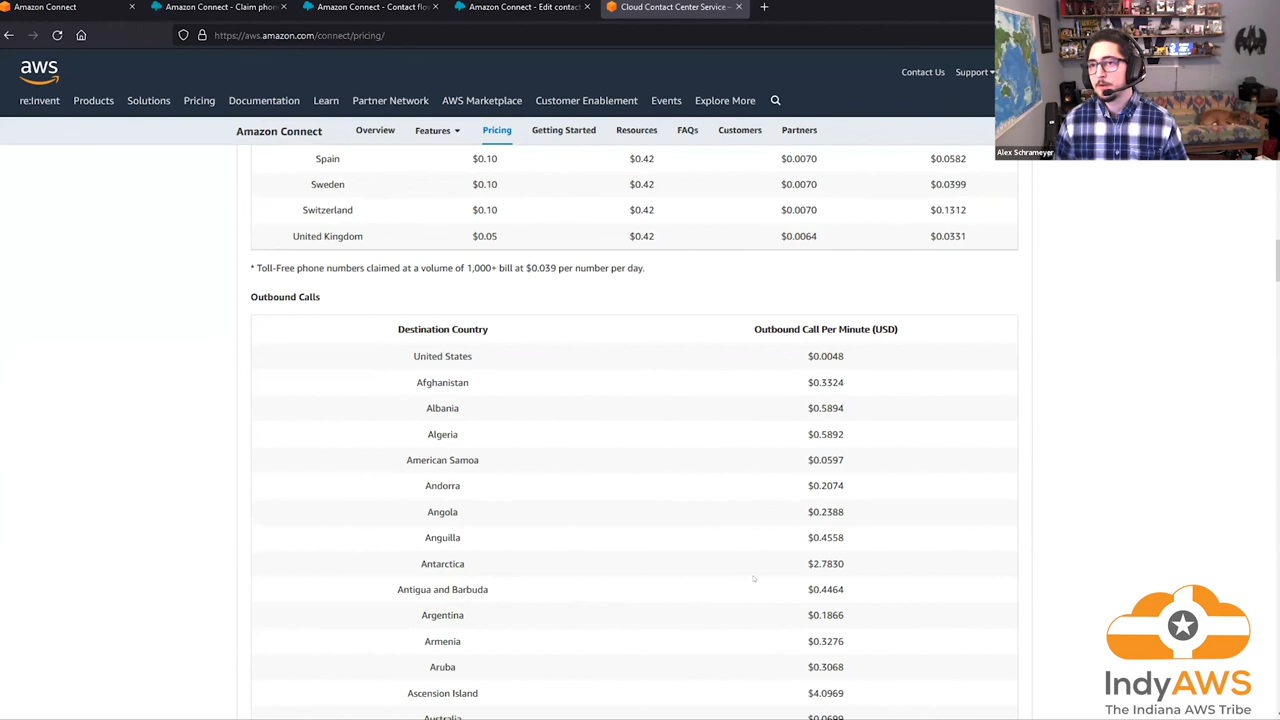 Amazon Connect
Amazon Connect - Claim phon
Amazon Connect - Contact flo
Amazon Connect - Edit contac
Cloud Contact Center Service -
https://aws.amazon.com/connect/pricing/
aws
Contact Us
Support
re:Invent
Products
Solutions
Pricing
Documentation
Learn
Partner Network
AWS Marketplace
Customer Enablement
Events
Explore More
Alex Schrameyer
Amazon Connect
Overview
Features
Pricing
Getting Started
Resources
FAQs
Customers
Partners
Spain $0.10 $0.42 $0.0070 $0.0582
Sweden $0.10 $0.42 $0.0070 $0.0399
Switzerland $0.10 $0.42 $0.0070 $0.1312
United Kingdom $0.05 $0.42 $0.0064 $0.0331
* Toll-Free phone numbers claimed at a volume of 1,000+ bill at $0.039 per number per day.
Outbound Calls
Destination Country Outbound Call Per Minute (USD)
United States $0.0048
Afghanistan $0.3324
Albania $0.5894
Algeria $0.5892
American Samoa $0.0597
Andorra $0.2074
Angola $0.2388
Anguilla $0.4558
Antarctica $2.7830
Antigua and Barbuda $0.4464
Argentina $0.1866
Armenia $0.3276
Aruba $0.3068
Ascension Island $4.0969
Australia $0.0699
IndyAWS
The Indiana AWS Tribe